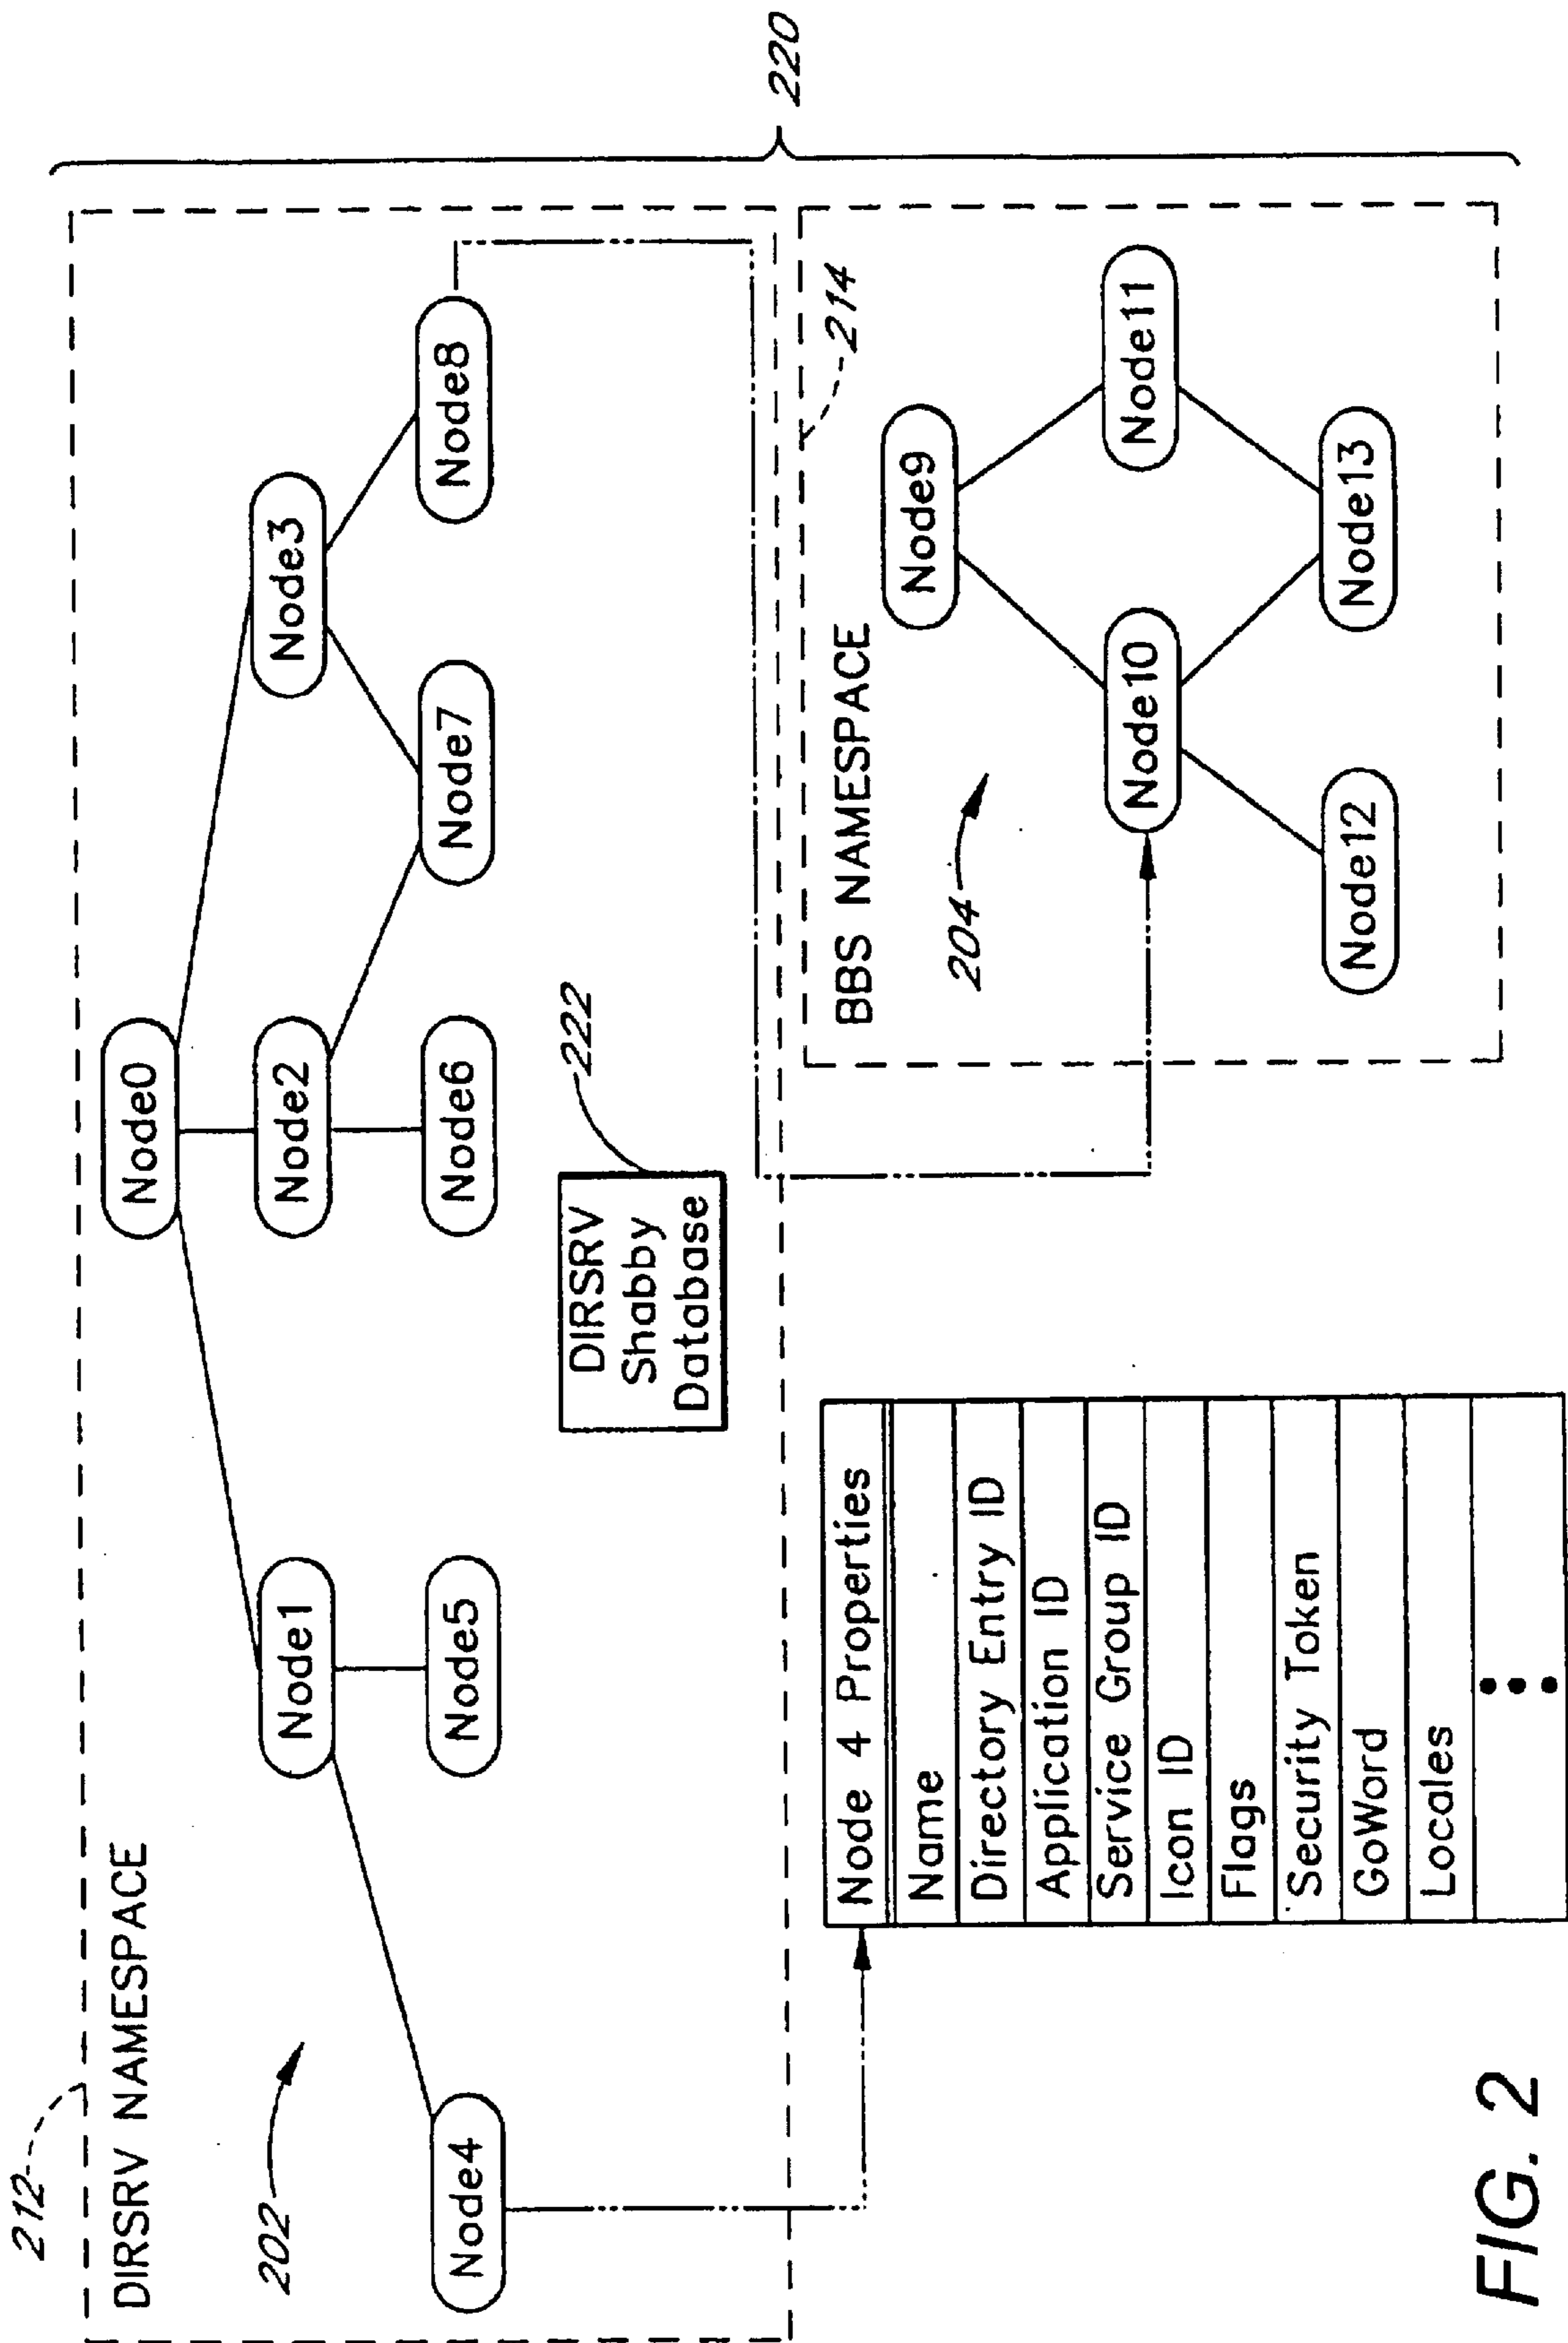 212
DIRSRV NAMESPACE
202
Node0
Node1
Node2
Node3
Node4
Node5
Node6
Node7
Node8
DIRSRV
Shabby
Database
222
220
Node 4 Properties
Name
Directory Entry ID
Application ID
Service Group ID
Icon ID
Flags
Security Token
GoWord
Locales
BBS NAMESPACE
214
204
Node9
Node10
Node11
Node12
Node13
FIG. 2